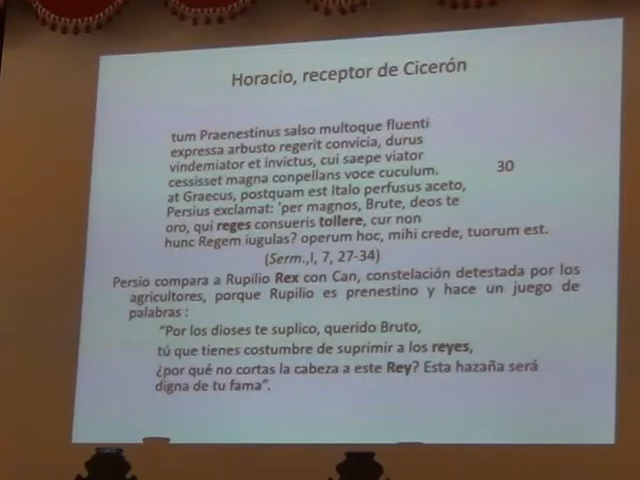 Horacio, receptor de Cicerón
tum Praenestinus salso multoque fluenti
expressa arbusto regerit convicia, durus
vindemiator et invictus, cui saepe viator
cessisset magna conpellans voce cuculum. 30
at Graecus, postquam est Italo perfusus aceto,
Persius exclamat: 'per magnos, Brute, deos te
oro, qui reges consueris tollere, cur non
hunc Regem iugulas? operum hoc, mihi crede, tuorum est.
(Serm.,I, 7, 27-34)
Persio compara a Rupilio Rex con Can, constelación detestada por los
agricultores, porque Rupilio es prenestino y hace un juego de
palabras :
"Por los dioses te suplico, querido Bruto,
tú que tienes costumbre de suprimir a los reyes,
¿por qué no cortas la cabeza a este Rey? Esta hazaña será
digna de tu fama".